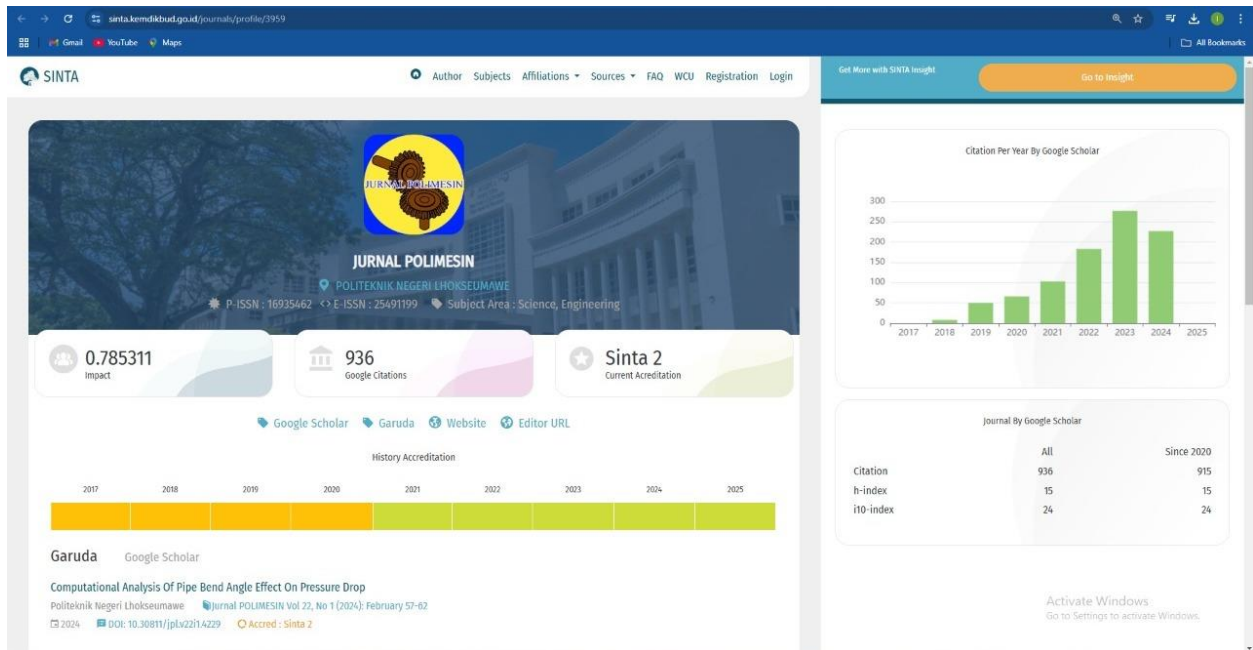 sinta.kemdikbud.go.id/journals/profile/3959
Gmail YouTube Maps All Bookmarks
SINTA
Author Subjects Affiliations Sources FAQ WCU Registration Login
Get More with SINTA Insight
Go to Insight
JURNAL POLIMESIN
JURNAL POLIMESIN
POLITEKNIK NEGERI LHOKSEUMAWE
P-ISSN : 16935462 <> E-ISSN : 25491199 Subject Area : Science, Engineering
0.785311
Impact
936
Google Citations
Sinta 2
Current Acreditation
Google Scholar Garuda Website Editor URL
History Accreditation
2017 2018 2019 2020 2021 2022 2023 2024 2025
Garuda Google Scholar
Computational Analysis Of Pipe Bend Angle Effect On Pressure Drop
Politeknik Negeri Lhokseumawe Jurnal POLIMESIN Vol 22, No 1 (2024): February 57-62
2024 DOI: 10.30811/jpl.v22i1.4229 Accred : Sinta 2
Citation Per Year By Google Scholar
300
250
200
150
100
50
0
2017 2018 2019 2020 2021 2022 2023 2024 2025
Journal By Google Scholar
All Since 2020
Citation 936 915
h-index 15 15
i10-index 24 24
Activate Windows
Go to Settings to activate Windows.